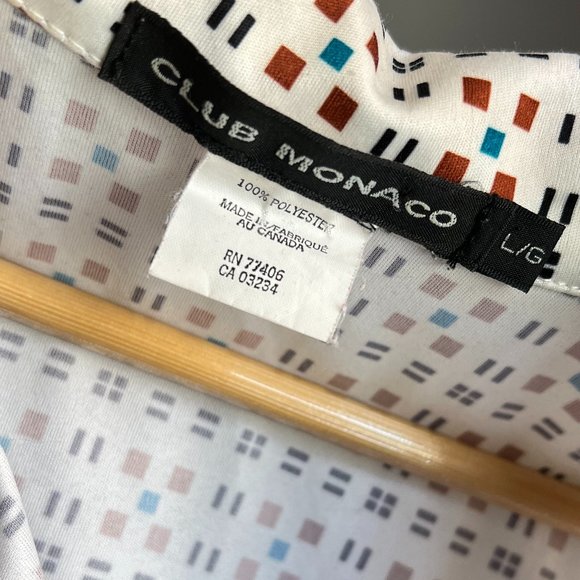 CLUB MONACO
L/G
100% POLYESTER
MADE IN/FABRIQUÉ
AU CANADA
RN 77406
CA 03234